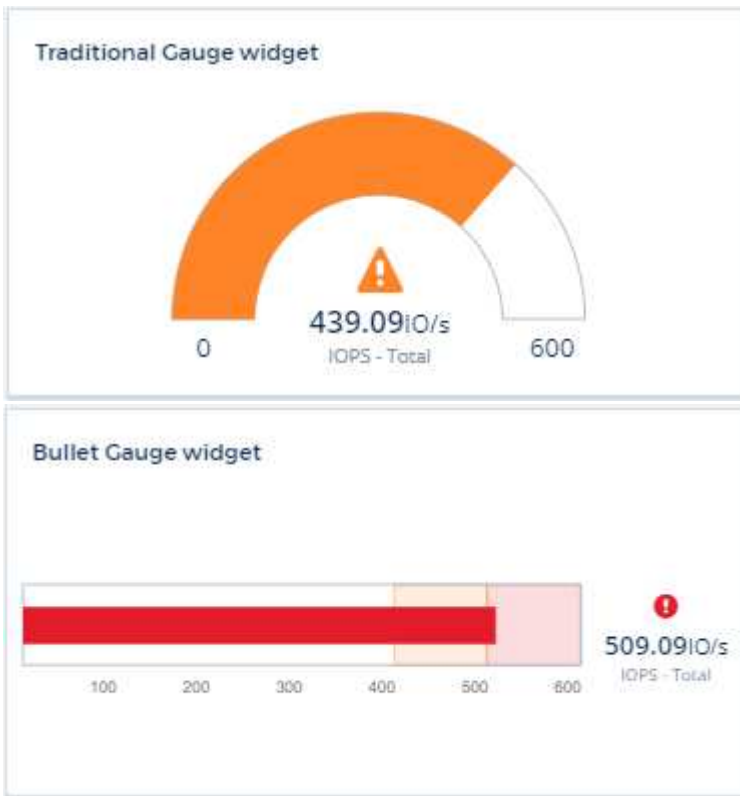 Traditional Gauge widget
439.09IO/s
0
IOPS - Total
600
Bullet Gauge widget
509.09IO/s
IOPS - Total
100 200 300 400 500 600